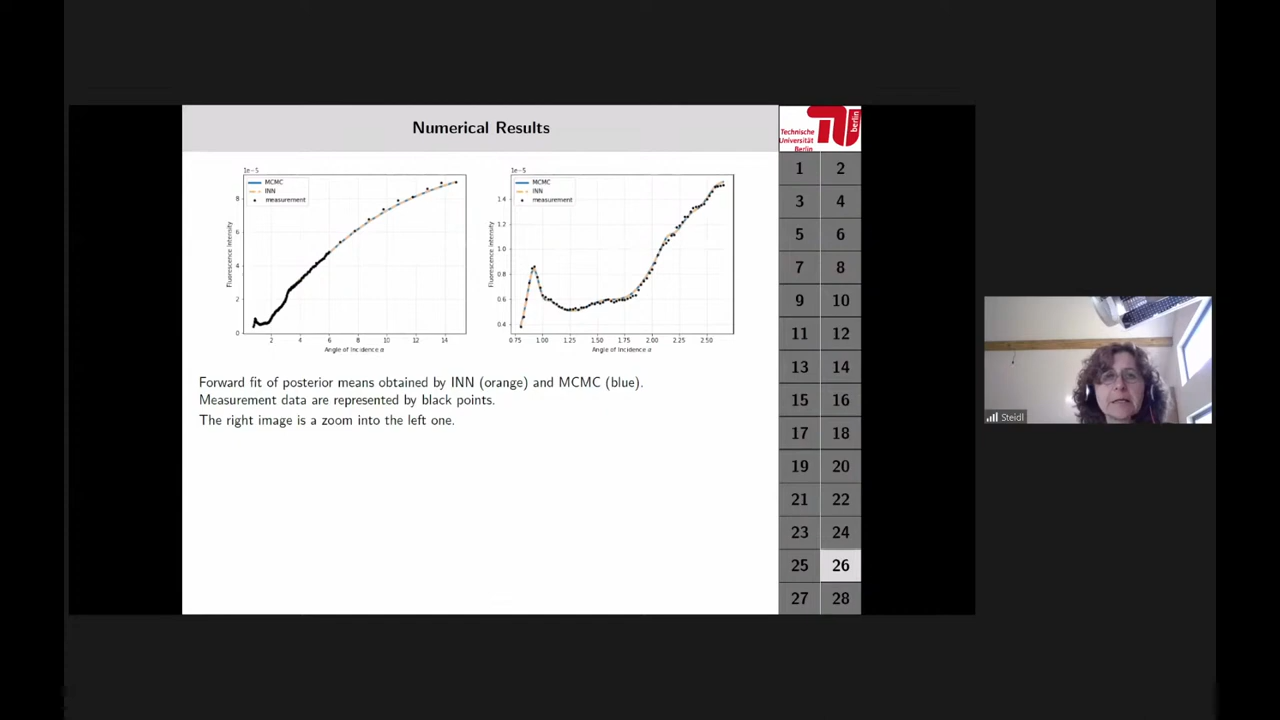 Numerical Results
Technische
Universität
Berlin
berlin
1e-5
MCMC
INN
measurement
8
6
4
2
0
Fluorescence Intensity
2 4 6 8 10 12 14
Angle of Incidence α
1e-5
MCMC
INN
measurement
1.4
1.2
1.0
0.8
0.6
0.4
Fluorescence Intensity
0.75 1.00 1.25 1.50 1.75 2.00 2.25 2.50
Angle of Incidence α
Forward fit of posterior means obtained by INN (orange) and MCMC (blue).
Measurement data are represented by black points.
The right image is a zoom into the left one.
1 2
3 4
5 6
7 8
9 10
11 12
13 14
15 16
17 18
19 20
21 22
23 24
25 26
27 28
Steidl